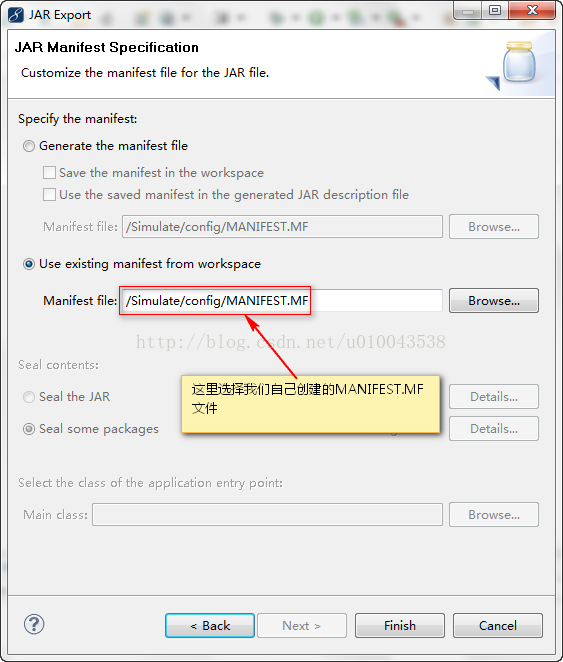 JAR Export
JAR Manifest Specification
Customize the manifest file for the JAR file.
Specify the manifest:
Generate the manifest file
Save the manifest in the workspace
Use the saved manifest in the generated JAR description file
Manifest file: /Simulate/config/MANIFEST.MF Browse...
Use existing manifest from workspace
Manifest file: /Simulate/config/MANIFEST.MF Browse...
http://blog.csdn.net/u010043538
Seal contents:
这里选择我们自己创建的MANIFEST.MF
文件
Seal the JAR Details...
Seal some packages Details...
Select the class of the application entry point:
Main class: Browse...
? < Back Next > Finish Cancel